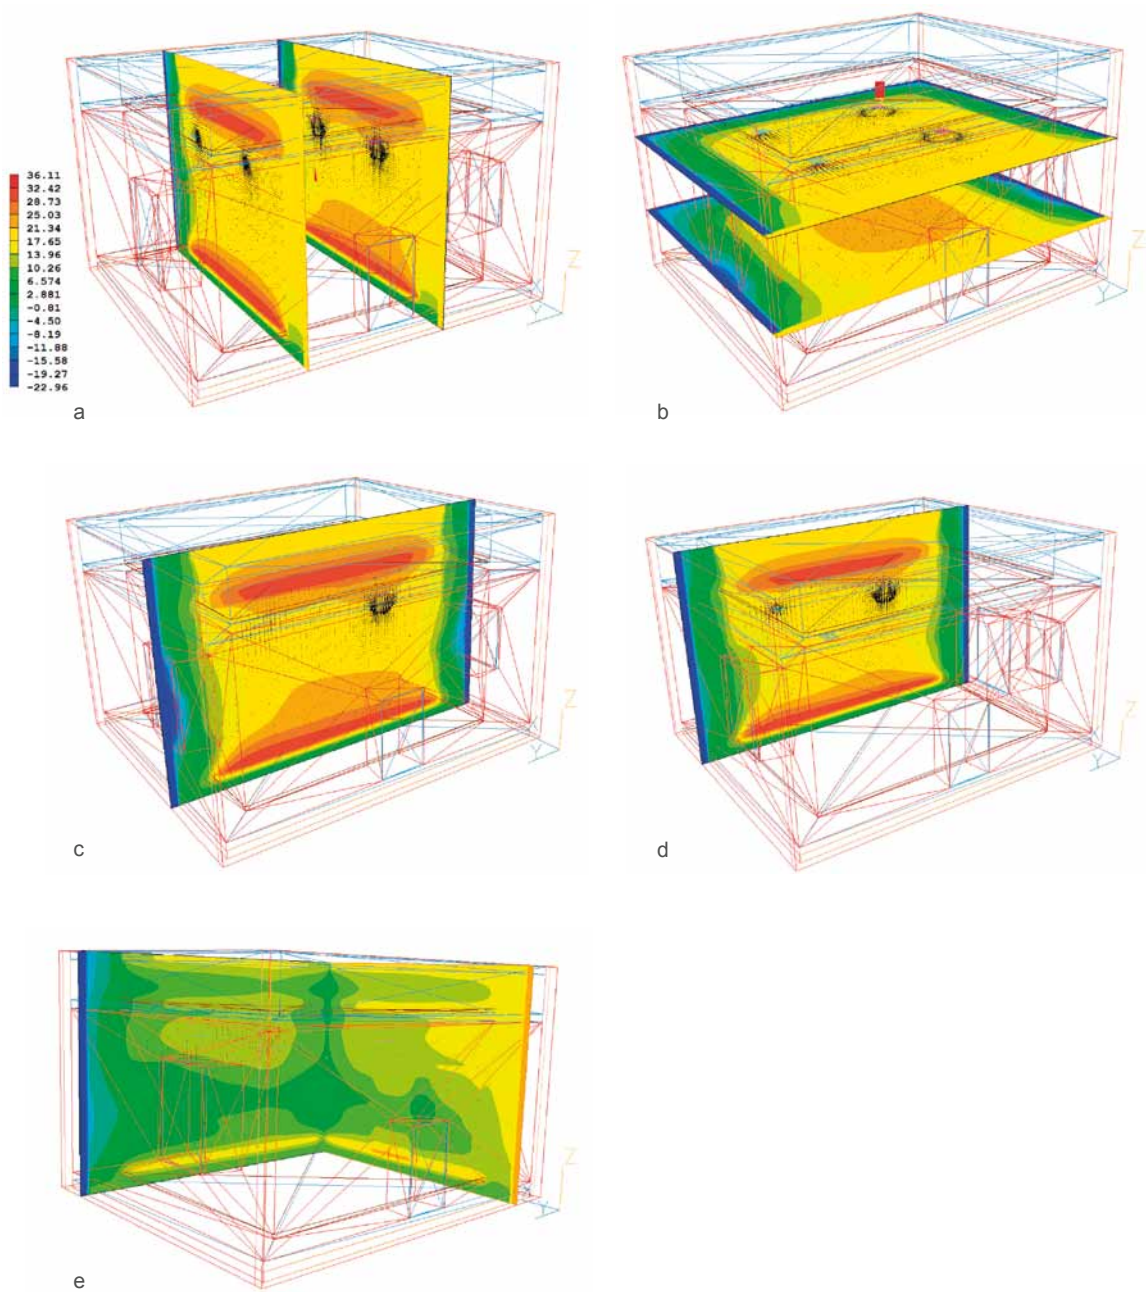 36.11
32.42
28.73
25.03
21.34
17.65
13.96
10.26
6.574
2.881
-0.81
-4.50
-8.19
-11.88
-15.58
-19.27
-22.96
Z
Y
a
Z
Y
b
Z
Y
c
Z
Y
d
Z
Y
e